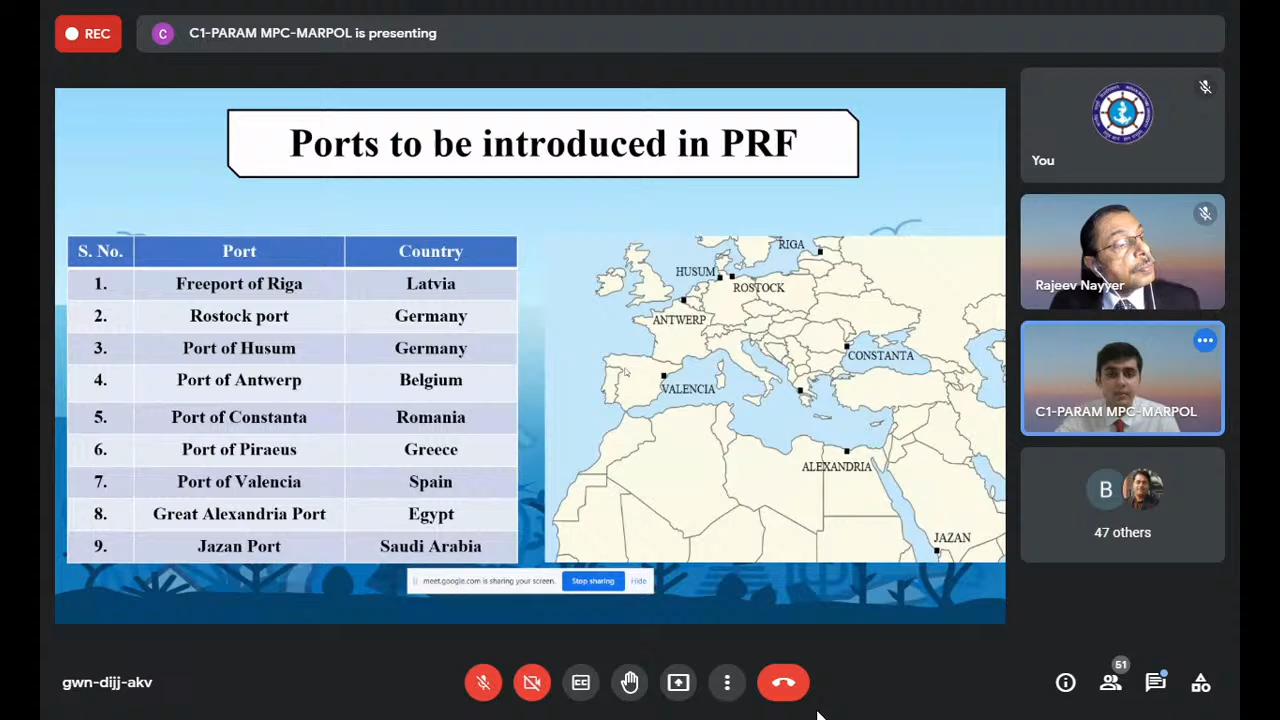 REC
C C1-PARAM MPC-MARPOL is presenting
Ports to be introduced in PRF
S. No. Port Country
1. Freeport of Riga Latvia
2. Rostock port Germany
3. Port of Husum Germany
4. Port of Antwerp Belgium
5. Port of Constanta Romania
6. Port of Piraeus Greece
7. Port of Valencia Spain
8. Great Alexandria Port Egypt
9. Jazan Port Saudi Arabia
RIGA
HUSUM
ROSTOCK
ANTWERP
CONSTANTA
VALENCIA
ALEXANDRIA
JAZAN
meet.google.com is sharing your screen. Stop sharing Hide
You
Rajeev Nayyer
C1-PARAM MPC-MARPOL
B
47 others
gwn-dijj-akv
CC
51